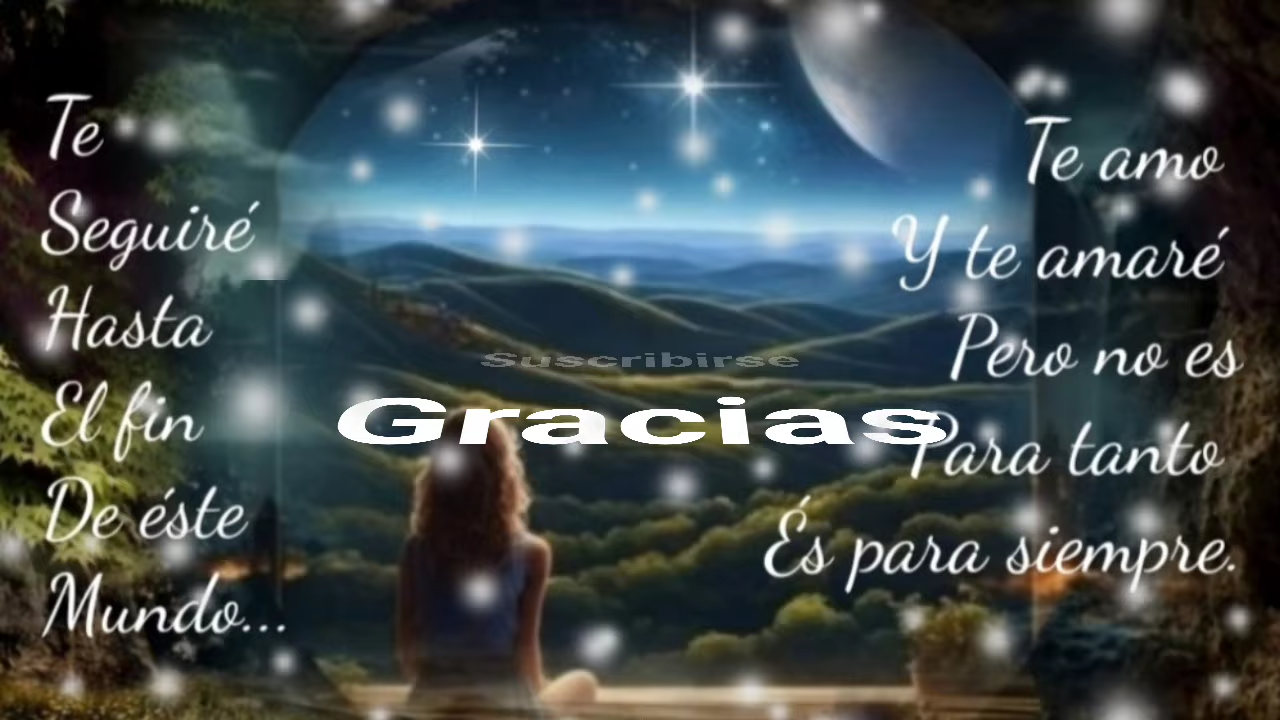 Te
Seguiré
Hasta
El fin
De éste
Mundo...
Suscribirse
Gracias
Te amo
Y te amaré
Pero no es
Para tanto
És para siempre.